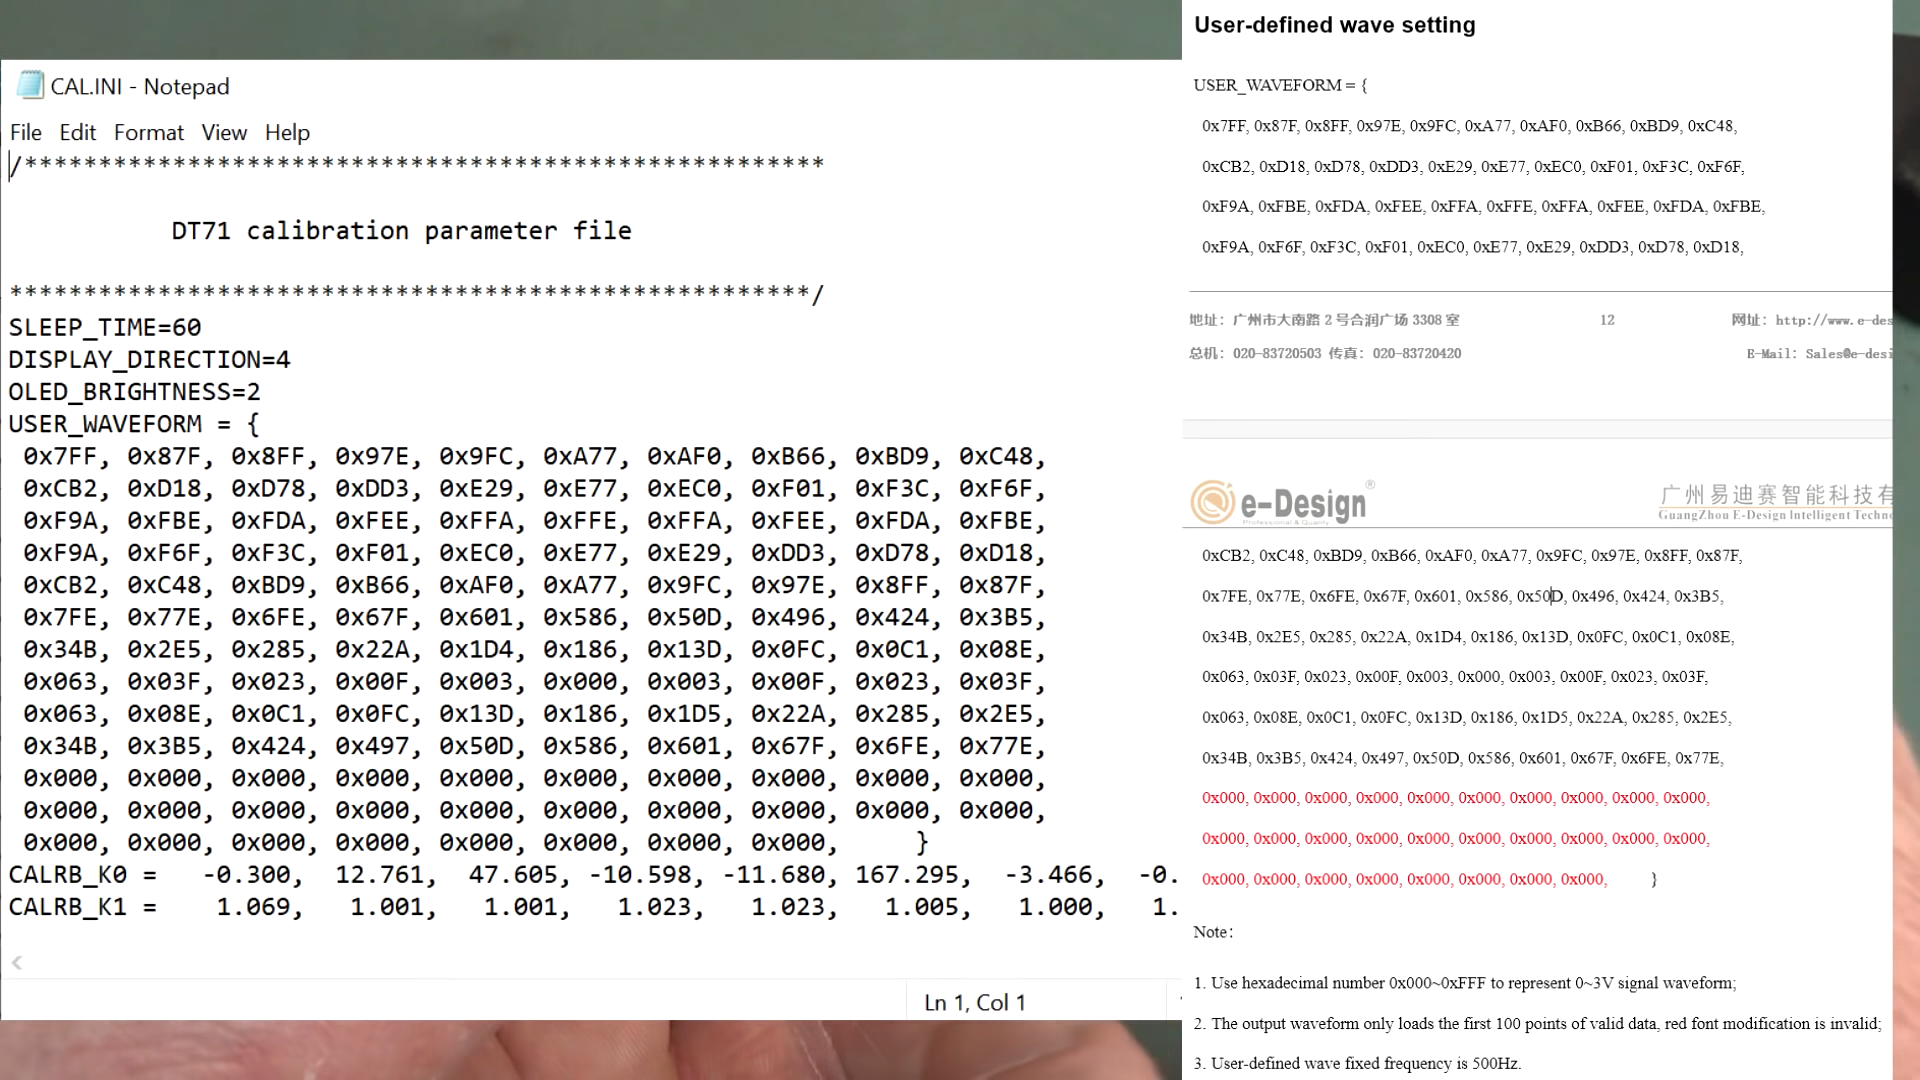 CAL.INI - Notepad
File Edit Format View Help
/******************************************************
DT71 calibration parameter file
******************************************************/
SLEEP_TIME=60
DISPLAY_DIRECTION=4
OLED_BRIGHTNESS=2
USER_WAVEFORM = {
0x7FF, 0x87F, 0x8FF, 0x97E, 0x9FC, 0xA77, 0xAF0, 0xB66, 0xBD9, 0xC48,
0xCB2, 0xD18, 0xD78, 0xDD3, 0xE29, 0xE77, 0xEC0, 0xF01, 0xF3C, 0xF6F,
0xF9A, 0xFBE, 0xFDA, 0xFEE, 0xFFA, 0xFFE, 0xFFA, 0xFEE, 0xFDA, 0xFBE,
0xF9A, 0xF6F, 0xF3C, 0xF01, 0xEC0, 0xE77, 0xE29, 0xDD3, 0xD78, 0xD18,
0xCB2, 0xC48, 0xBD9, 0xB66, 0xAF0, 0xA77, 0x9FC, 0x97E, 0x8FF, 0x87F,
0x7FE, 0x77E, 0x6FE, 0x67F, 0x601, 0x586, 0x50D, 0x496, 0x424, 0x3B5,
0x34B, 0x2E5, 0x285, 0x22A, 0x1D4, 0x186, 0x13D, 0x0FC, 0x0C1, 0x08E,
0x063, 0x03F, 0x023, 0x00F, 0x003, 0x000, 0x003, 0x00F, 0x023, 0x03F,
0x063, 0x08E, 0x0C1, 0x0FC, 0x13D, 0x186, 0x1D5, 0x22A, 0x285, 0x2E5,
0x34B, 0x3B5, 0x424, 0x497, 0x50D, 0x586, 0x601, 0x67F, 0x6FE, 0x77E,
0x000, 0x000, 0x000, 0x000, 0x000, 0x000, 0x000, 0x000, 0x000, 0x000,
0x000, 0x000, 0x000, 0x000, 0x000, 0x000, 0x000, 0x000, 0x000, 0x000,
0x000, 0x000, 0x000, 0x000, 0x000, 0x000, 0x000, 0x000, }
CALRB_K0 = -0.300, 12.761, 47.605, -10.598, -11.680, 167.295, -3.466, -0.
CALRB_K1 = 1.069, 1.001, 1.001, 1.023, 1.023, 1.005, 1.000, 1.
Ln 1, Col 1
User-defined wave setting
USER_WAVEFORM = {
0x7FF, 0x87F, 0x8FF, 0x97E, 0x9FC, 0xA77, 0xAF0, 0xB66, 0xBD9, 0xC48,
0xCB2, 0xD18, 0xD78, 0xDD3, 0xE29, 0xE77, 0xEC0, 0xF01, 0xF3C, 0xF6F,
0xF9A, 0xFBE, 0xFDA, 0xFEE, 0xFFA, 0xFFE, 0xFFA, 0xFEE, 0xFDA, 0xFBE,
0xF9A, 0xF6F, 0xF3C, 0xF01, 0xEC0, 0xE77, 0xE29, 0xDD3, 0xD78, 0xD18,
地址：广州市大南路 2 号合润广场 3308 室 12 网址：http://www.e-des
总机：020-83720503 传真：020-83720420 E-Mail：Sales@e-desi
e-Design®
Professional & Quality
广州易迪赛智能科技有
GuangZhou E-Design Intelligent Techno
0xCB2, 0xC48, 0xBD9, 0xB66, 0xAF0, 0xA77, 0x9FC, 0x97E, 0x8FF, 0x87F,
0x7FE, 0x77E, 0x6FE, 0x67F, 0x601, 0x586, 0x50D, 0x496, 0x424, 0x3B5,
0x34B, 0x2E5, 0x285, 0x22A, 0x1D4, 0x186, 0x13D, 0x0FC, 0x0C1, 0x08E,
0x063, 0x03F, 0x023, 0x00F, 0x003, 0x000, 0x003, 0x00F, 0x023, 0x03F,
0x063, 0x08E, 0x0C1, 0x0FC, 0x13D, 0x186, 0x1D5, 0x22A, 0x285, 0x2E5,
0x34B, 0x3B5, 0x424, 0x497, 0x50D, 0x586, 0x601, 0x67F, 0x6FE, 0x77E,
0x000, 0x000, 0x000, 0x000, 0x000, 0x000, 0x000, 0x000, 0x000, 0x000,
0x000, 0x000, 0x000, 0x000, 0x000, 0x000, 0x000, 0x000, 0x000, 0x000,
0x000, 0x000, 0x000, 0x000, 0x000, 0x000, 0x000, 0x000, }
Note：
1. Use hexadecimal number 0x000~0xFFF to represent 0~3V signal waveform;
2. The output waveform only loads the first 100 points of valid data, red font modification is invalid;
3. User-defined wave fixed frequency is 500Hz.